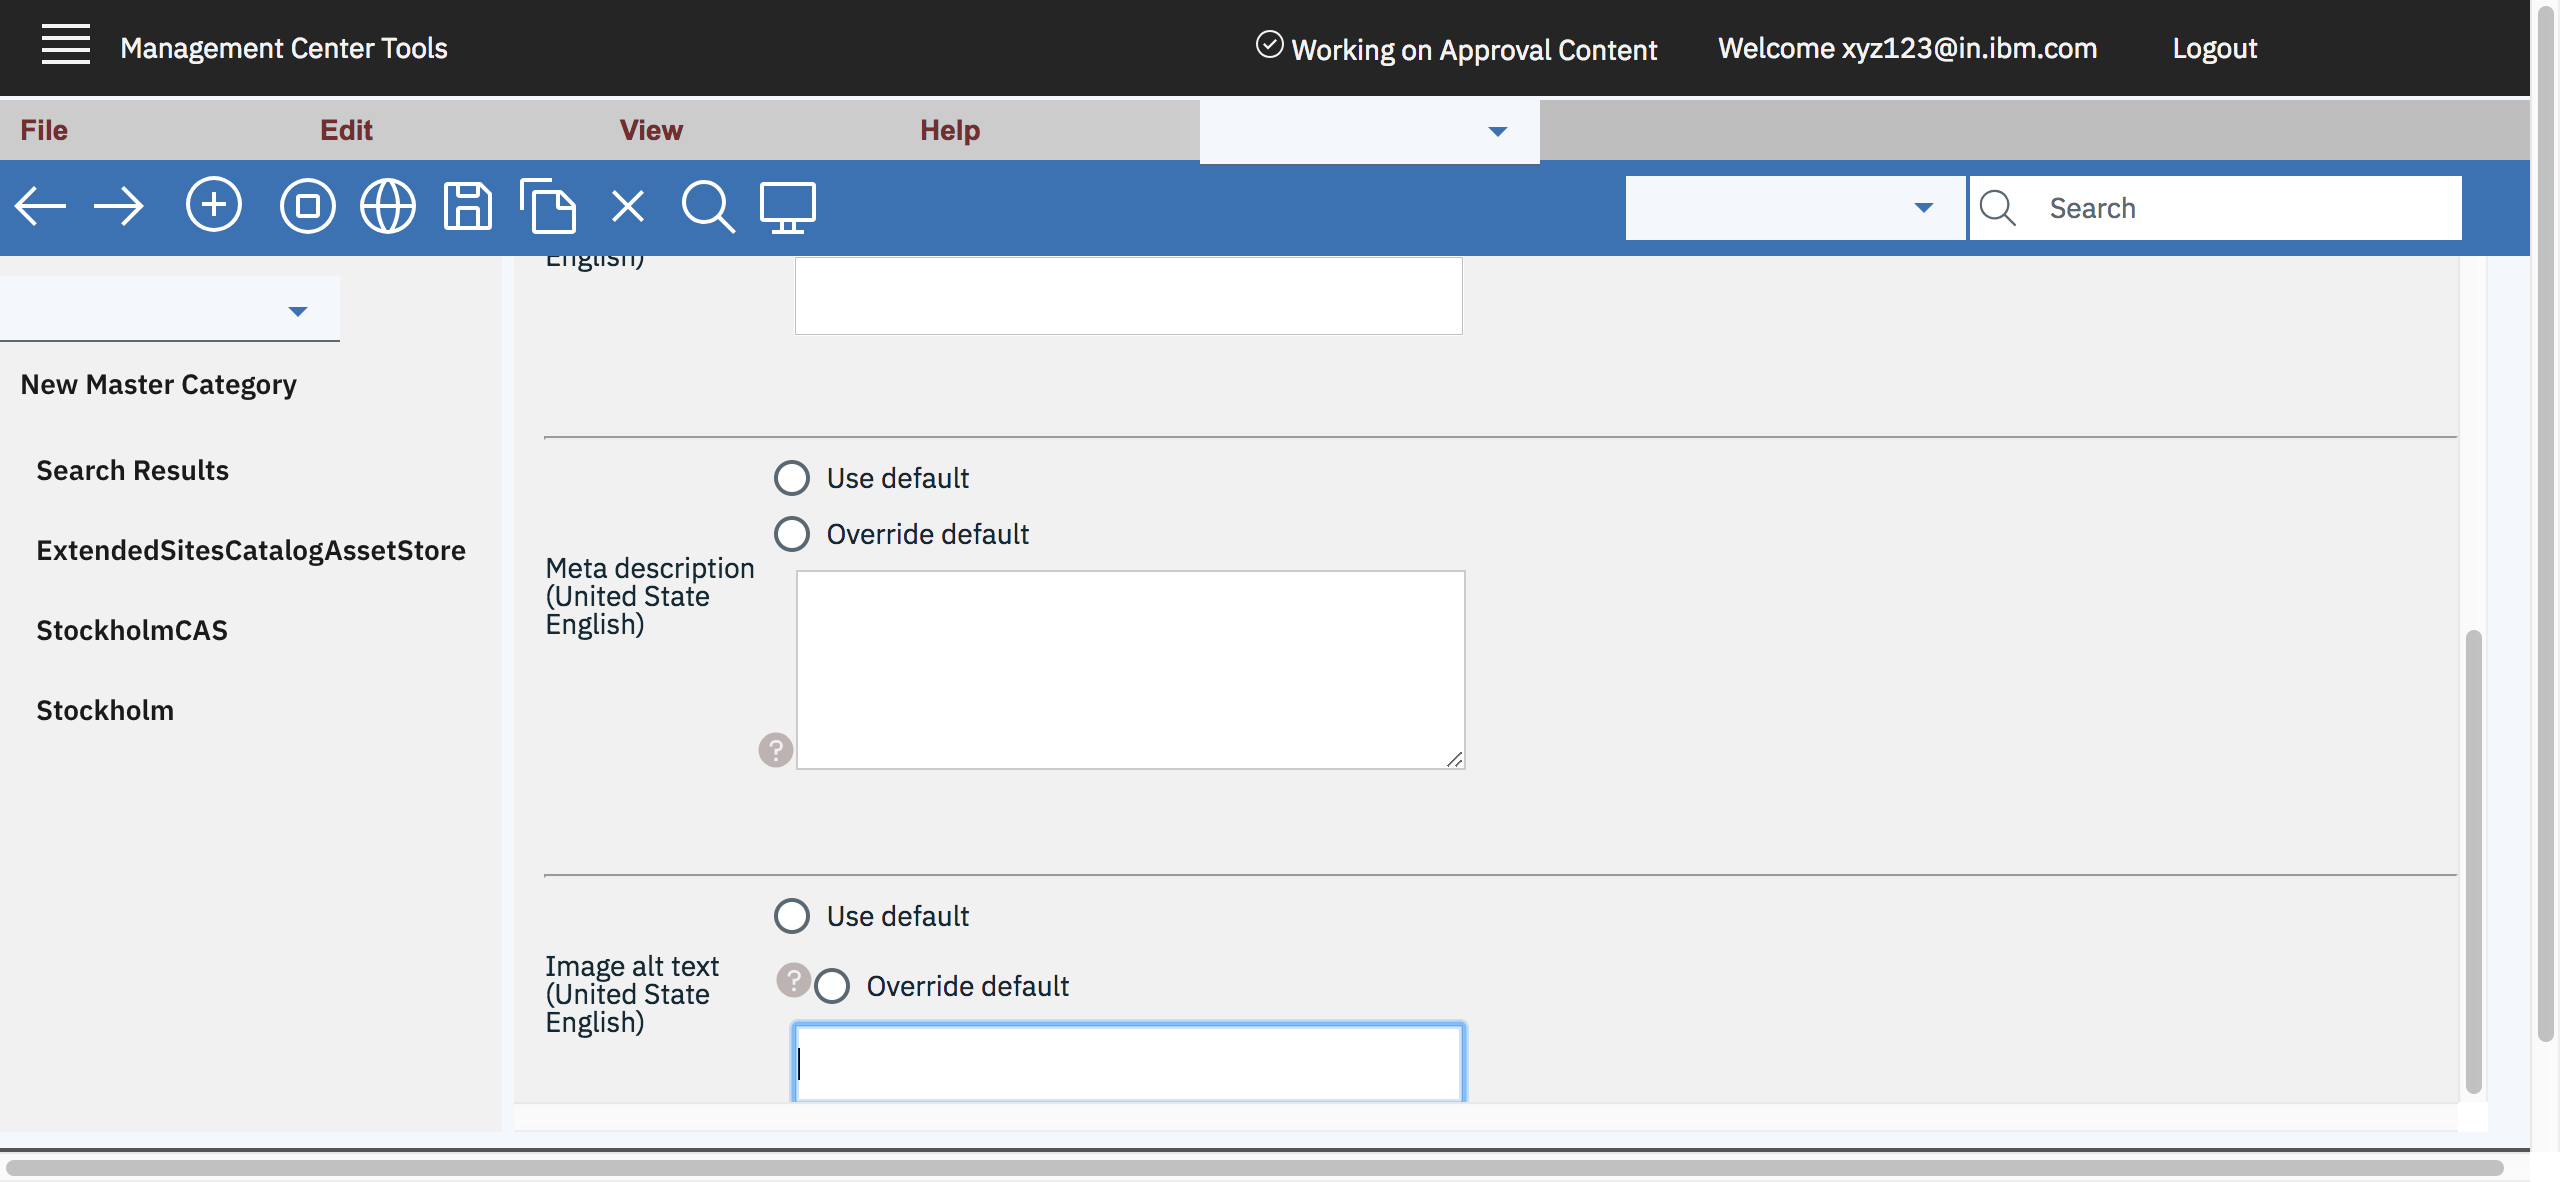 Management Center Tools
Working on Approval Content
Welcome xyz123@in.ibm.com
Logout
File
Edit
View
Help
Search
New Master Category
Search Results
ExtendedSitesCatalogAssetStore
StockholmCAS
Stockholm
English)
Use default
Override default
Meta description
(United State
English)
?
Use default
Image alt text
(United State
English)
?
Override default